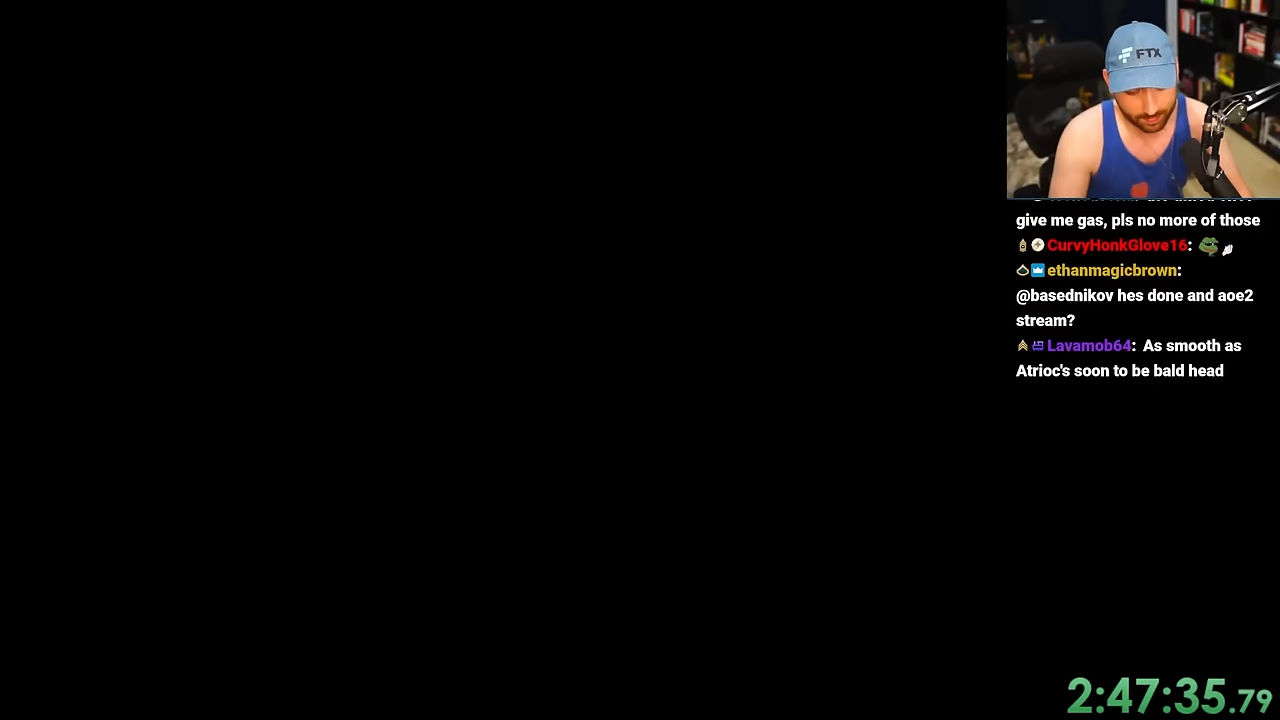 FTX
give me gas, pls no more of those
CurvyHonkGlove16:
ethanmagicbrown:
@basednikov hes done and aoe2
stream?
Lavamob64: As smooth as
Atrioc's soon to be bald head
2:47:35.79